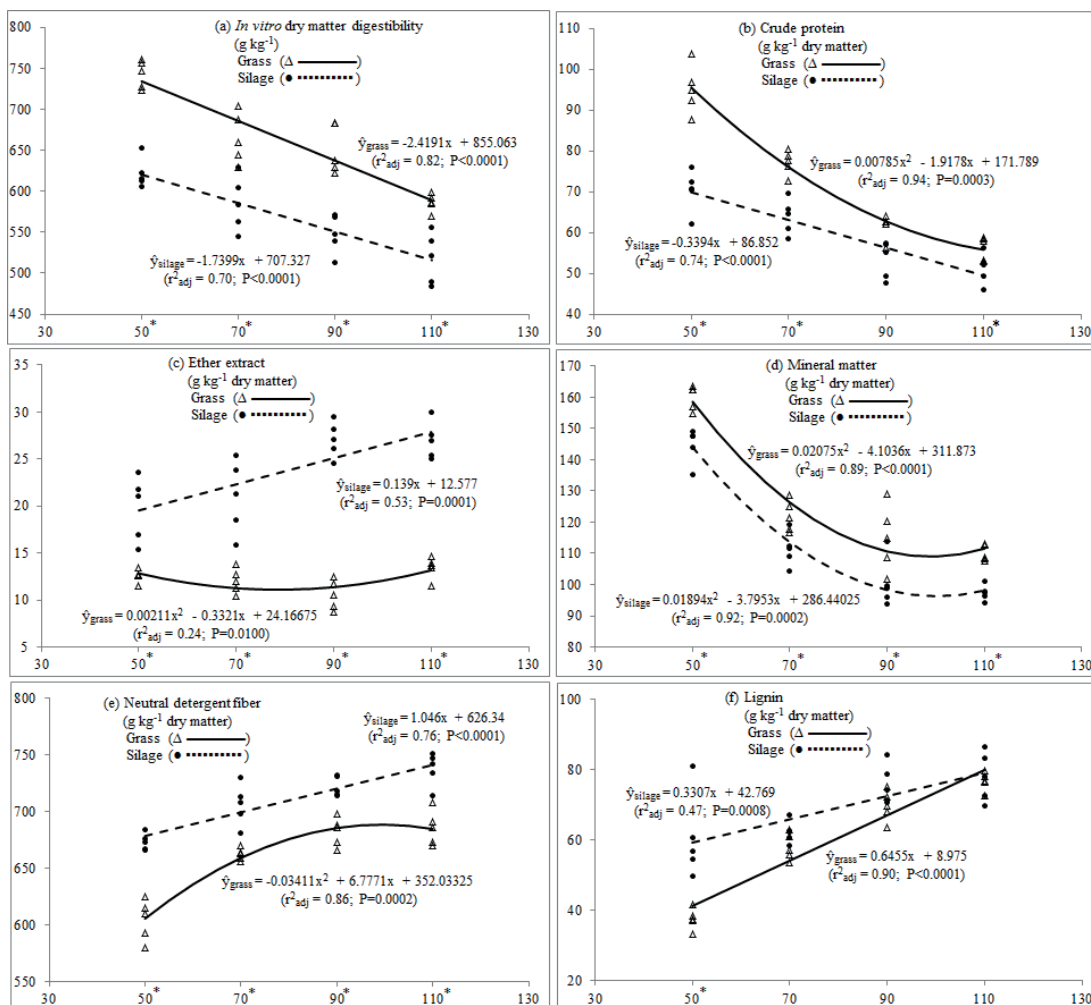 (a) In vitro dry matter digestibility
(g kg⁻¹)
Grass (Δ ———)
Silage (● ▪▪▪▪▪▪▪▪▪▪)
800
750
700
650
600
550
500
450
ŷgrass = -2.4191x + 855.063
(r²adj = 0.82; P<0.0001)
ŷsilage = -1.7399x + 707.327
(r²adj = 0.70; P<0.0001)
30 50* 70* 90* 110* 130
(b) Crude protein
(g kg⁻¹ dry matter)
Grass (Δ ———)
Silage (● ▪▪▪▪▪▪▪▪▪▪)
110
100
90
80
70
60
50
40
ŷgrass = 0.00785x² - 1.9178x + 171.789
(r²adj = 0.94; P=0.0003)
ŷsilage = -0.3394x + 86.852
(r²adj = 0.74; P<0.0001)
30 50* 70* 90* 110* 130
(c) Ether extract
(g kg⁻¹ dry matter)
Grass (Δ ———)
Silage (● ▪▪▪▪▪▪▪▪▪▪)
35
30
25
20
15
10
5
ŷsilage = 0.139x + 12.577
(r²adj = 0.53; P=0.0001)
ŷgrass = 0.00211x² - 0.3321x + 24.16675
(r²adj = 0.24; P=0.0100)
30 50* 70* 90* 110* 130
(d) Mineral matter
(g kg⁻¹ dry matter)
Grass (Δ ———)
Silage (● ▪▪▪▪▪▪▪▪▪▪)
170
160
150
140
130
120
110
100
90
80
ŷgrass = 0.02075x² - 4.1036x + 311.873
(r²adj = 0.89; P<0.0001)
ŷsilage = 0.01894x² - 3.7953x + 286.44025
(r²adj = 0.92; P=0.0002)
30 50* 70* 90* 110* 130
(e) Neutral detergent fiber
(g kg⁻¹ dry matter)
Grass (Δ ———)
Silage (● ▪▪▪▪▪▪▪▪▪▪)
800
750
700
650
600
550
ŷsilage = 1.046x + 626.34
(r²adj = 0.76; P<0.0001)
ŷgrass = -0.03411x² + 6.7771x + 352.03325
(r²adj = 0.86; P=0.0002)
30 50* 70* 90* 110* 130
(f) Lignin
(g kg⁻¹ dry matter)
Grass (Δ ———)
Silage (● ▪▪▪▪▪▪▪▪▪▪)
100
80
60
40
20
ŷsilage = 0.3307x + 42.769
(r²adj = 0.47; P=0.0008)
ŷgrass = 0.6455x + 8.975
(r²adj = 0.90; P<0.0001)
30 50* 70* 90* 110* 130